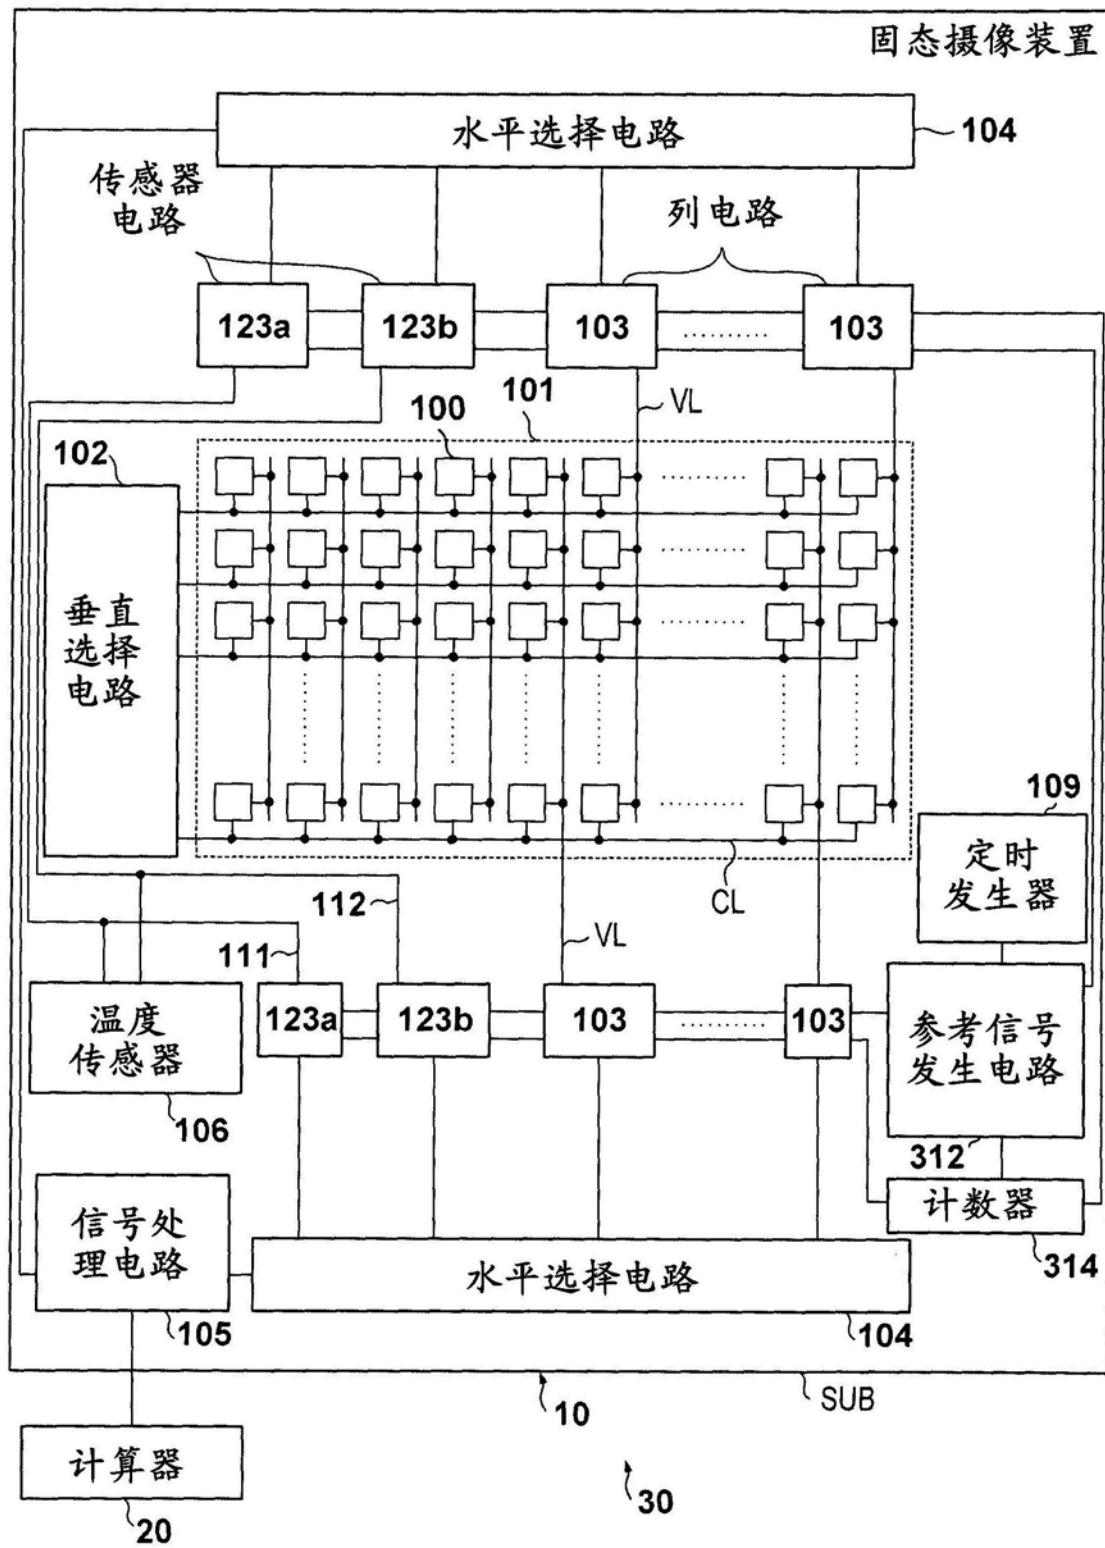 固态摄像装置
水平选择电路
104
传感器
电路
列电路
123a
123b
103
103
100
101
VL
102
垂直
选择
电路
109
定时
发生器
CL
112
111
VL
温度
传感器
106
123a
123b
103
103
参考信号
发生电路
312
计数器
314
信号处
理电路
105
水平选择电路
104
10
SUB
计算器
20
30